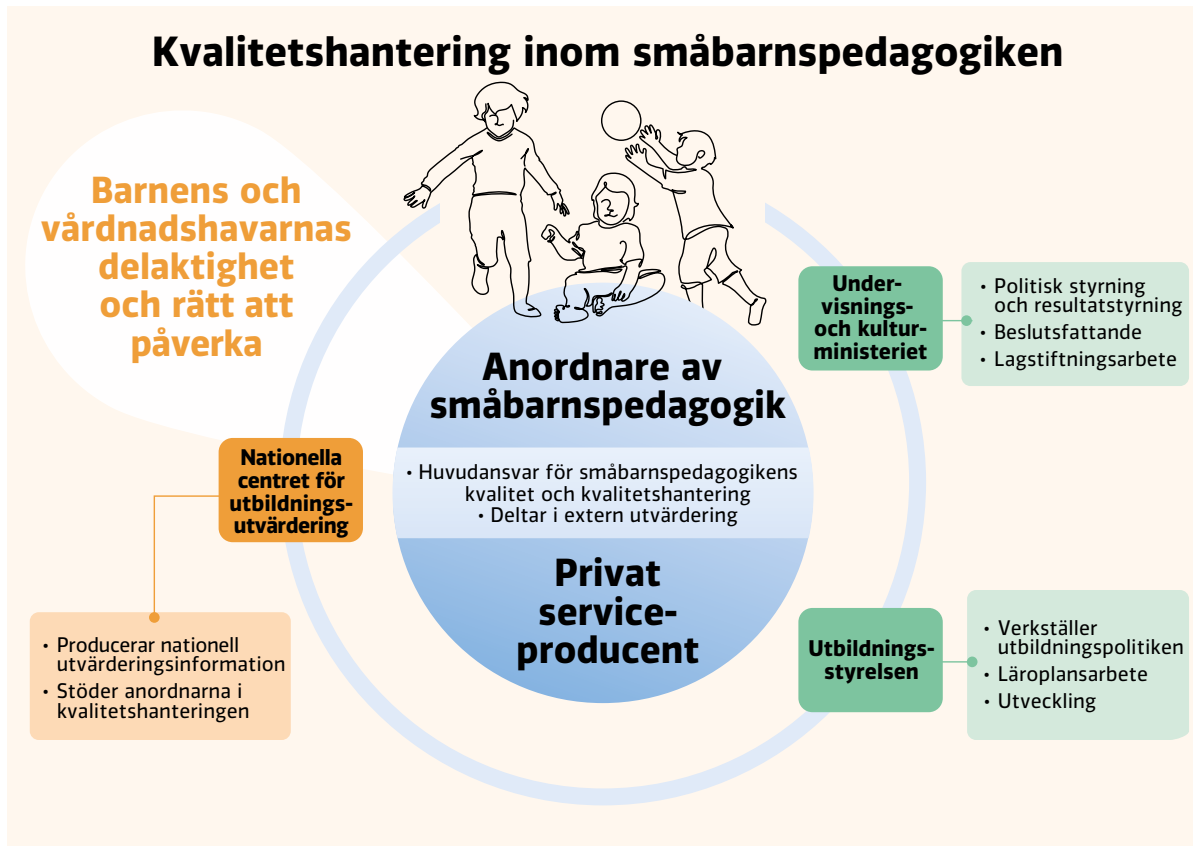 Kvalitetshantering inom småbarnspedagogiken
Barnens och
vårdnadshavarnas
delaktighet
och rätt att
påverka
Anordnare av
småbarnspedagogik
• Huvudansvar för småbarnspedagogikens
kvalitet och kvalitetshantering
• Deltar i extern utvärdering
Privat
service-
producent
Under-
visnings-
och kultur-
ministeriet
• Politisk styrning
och resultatstyrning
• Beslutsfattande
• Lagstiftningsarbete
Nationella
centret för
utbildnings-
utvärdering
• Producerar nationell
utvärderingsinformation
• Stöder anordnarna i
kvalitetshanteringen
Utbildnings-
styrelsen
• Verkställer
utbildningspolitiken
• Läroplansarbete
• Utveckling